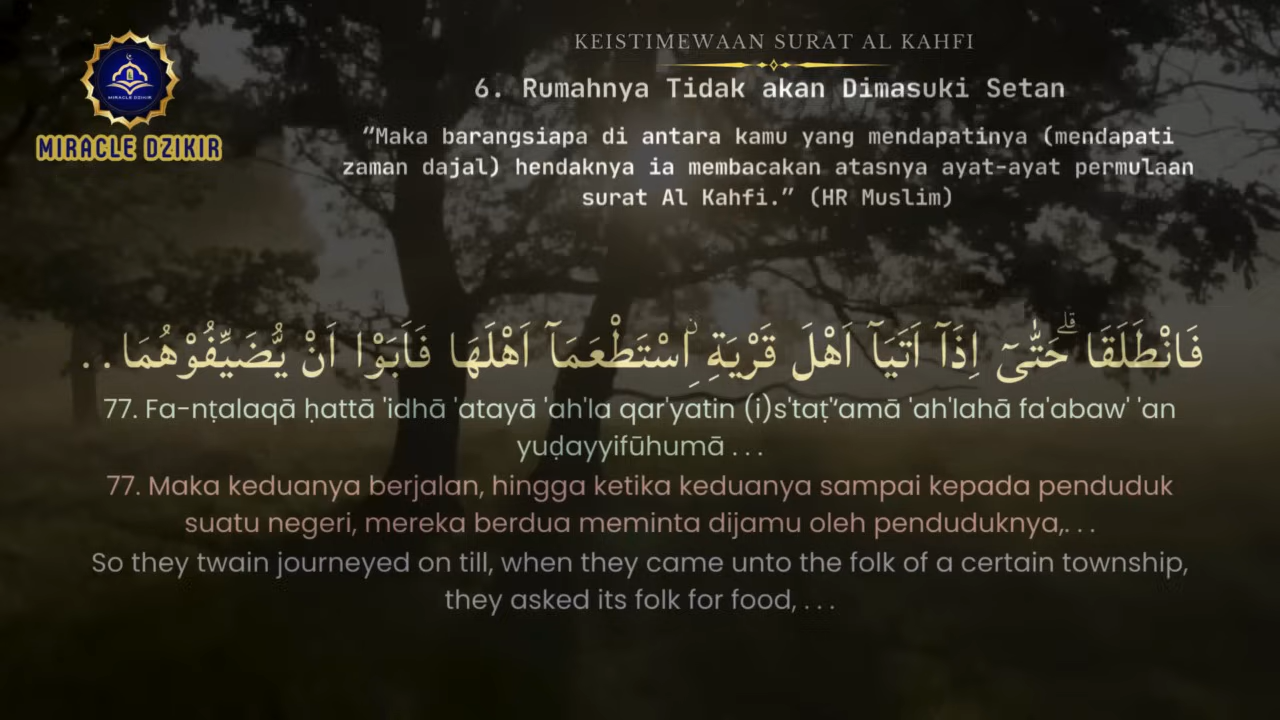 MIRACLE DZIKIR
MIRACLE DZIKIR
KEISTIMEWAAN SURAT AL KAHFI
6. Rumahnya Tidak akan Dimasuki Setan
“Maka barangsiapa di antara kamu yang mendapatinya (mendapati
zaman dajal) hendaknya ia membacakan atasnya ayat-ayat permulaan
surat Al Kahfi.” (HR Muslim)
فَانْطَلَقَا ۗحَتّٰىٓ اِذَآ اَتَيَآ اَهْلَ قَرْيَةِ ِۨاسْتَطْعَمَآ اَهْلَهَا فَاَبَوْا اَنْ يُّضَيِّفُوْهُمَا . .
77. Fa-nṭalaqā ḥattā 'idhā 'atayā 'ah'la qar'yatin (i)s'taṭ'‘amā 'ah'lahā fa'abaw' 'an
yuḍayyifūhumā . . .
77. Maka keduanya berjalan, hingga ketika keduanya sampai kepada penduduk
suatu negeri, mereka berdua meminta dijamu oleh penduduknya,. . .
So they twain journeyed on till, when they came unto the folk of a certain township,
they asked its folk for food, . . .